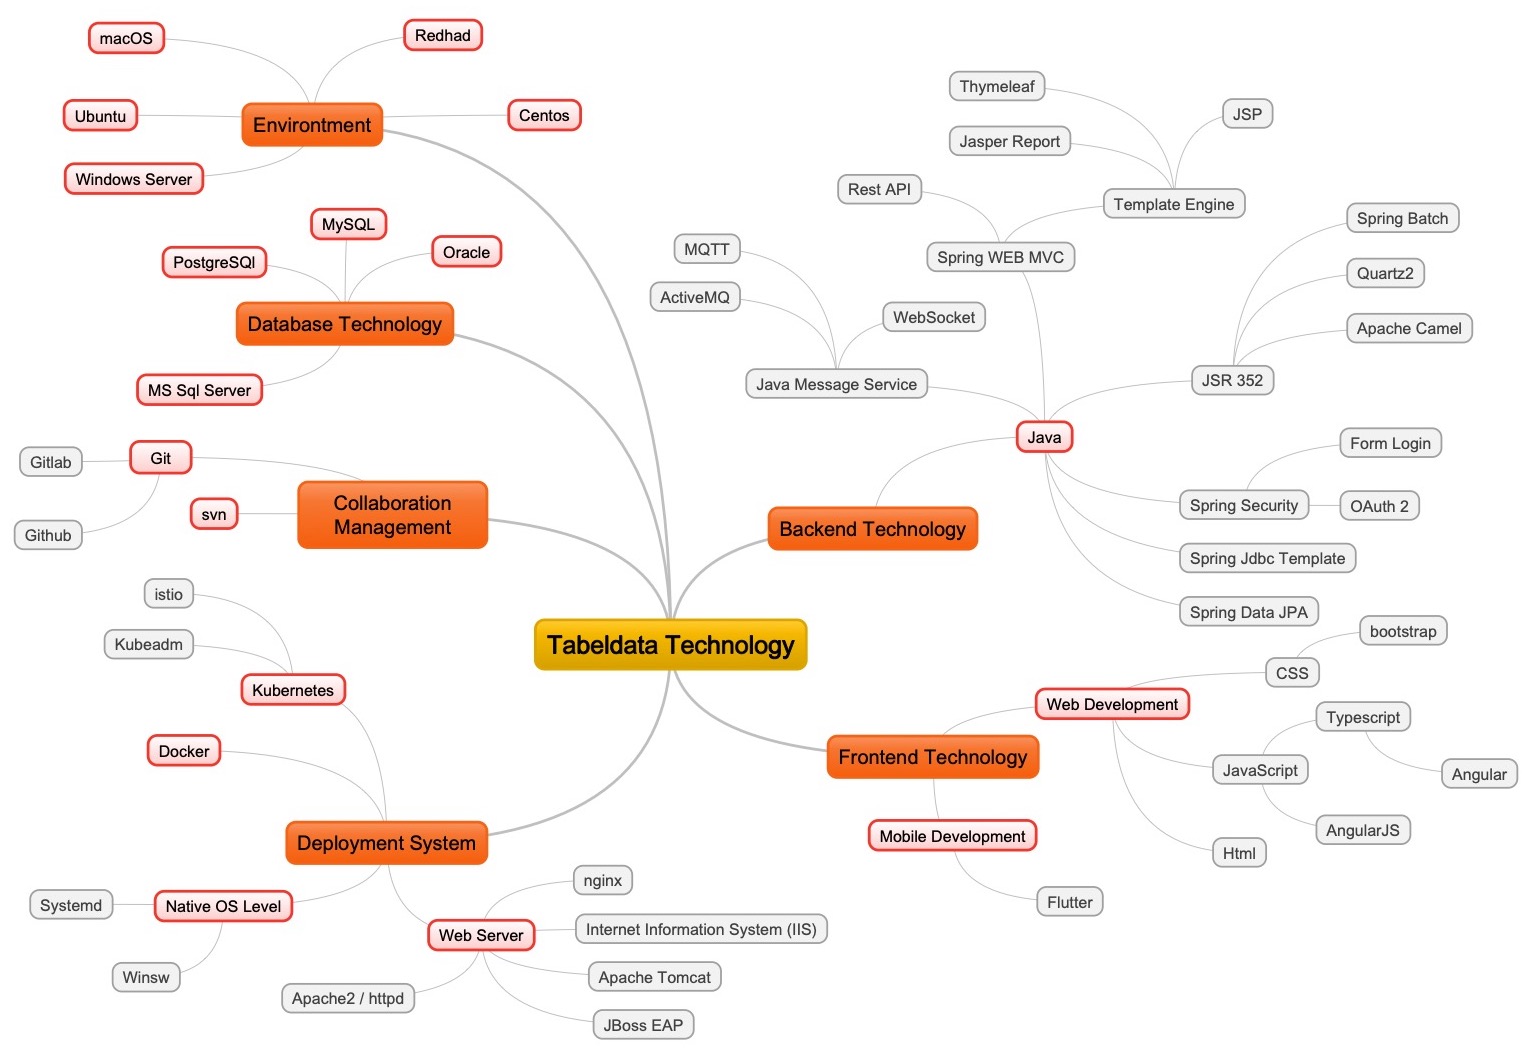 macOS
Redhad
Ubuntu
Environtment
Centos
Windows Server
MySQL
PostgreSQl
Oracle
Database Technology
MS Sql Server
Gitlab
Git
Github
svn
Collaboration
Management
istio
Kubeadm
Kubernetes
Docker
Deployment System
Systemd
Native OS Level
Winsw
Web Server
nginx
Internet Information System (IIS)
Apache Tomcat
JBoss EAP
Apache2 / httpd
Tabeldata Technology
Thymeleaf
JSP
Jasper Report
Rest API
Template Engine
Spring WEB MVC
MQTT
ActiveMQ
WebSocket
Java Message Service
Spring Batch
Quartz2
Apache Camel
JSR 352
Java
Form Login
Spring Security
OAuth 2
Spring Jdbc Template
Spring Data JPA
Backend Technology
bootstrap
CSS
Web Development
Typescript
JavaScript
Angular
AngularJS
Html
Frontend Technology
Mobile Development
Flutter